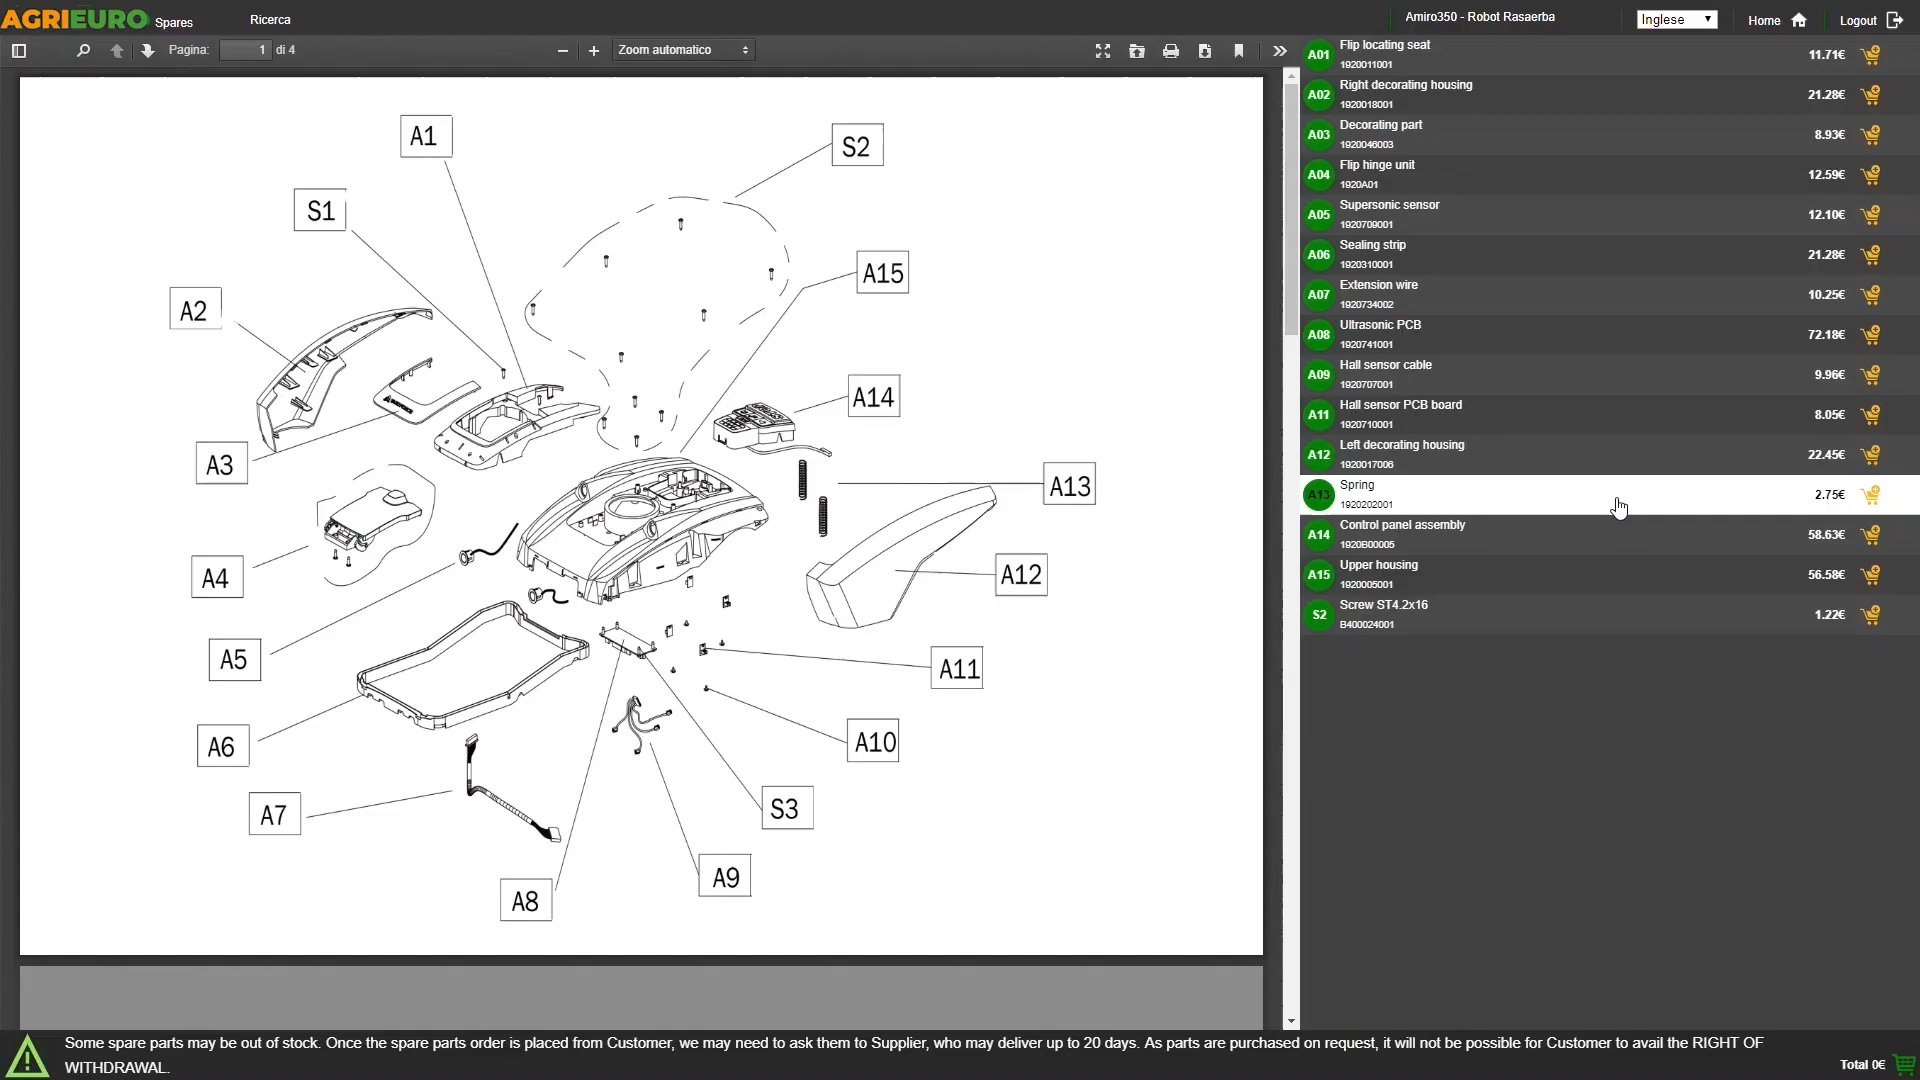 AGRIEURO Spares
Ricerca
Amiro350 - Robot Rasaerba
Inglese
Home
Logout
Pagina:
1
di 4
Zoom automatico
A1
S2
S1
A15
A2
A14
A3
A13
A4
A12
A5
A11
A6
A10
A7
S3
A9
A8
A01
Flip locating seat
1920011001
11.71€
A02
Right decorating housing
1920018001
21.28€
A03
Decorating part
1920046003
8.93€
A04
Flip hinge unit
1920A01
12.59€
A05
Supersonic sensor
1920709001
12.10€
A06
Sealing strip
1920310001
21.28€
A07
Extension wire
1920734002
10.25€
A08
Ultrasonic PCB
1920741001
72.18€
A09
Hall sensor cable
1920707001
9.96€
A11
Hall sensor PCB board
1920710001
8.05€
A12
Left decorating housing
1920017006
22.45€
A13
Spring
1920202001
2.75€
A14
Control panel assembly
1920B00005
58.63€
A15
Upper housing
1920005001
56.58€
S2
Screw ST4.2x16
B400024001
1.22€
Some spare parts may be out of stock. Once the spare parts order is placed from Customer, we may need to ask them to Supplier, who may deliver up to 20 days. As parts are purchased on request, it will not be possible for Customer to avail the RIGHT OF
WITHDRAWAL.
Total 0€